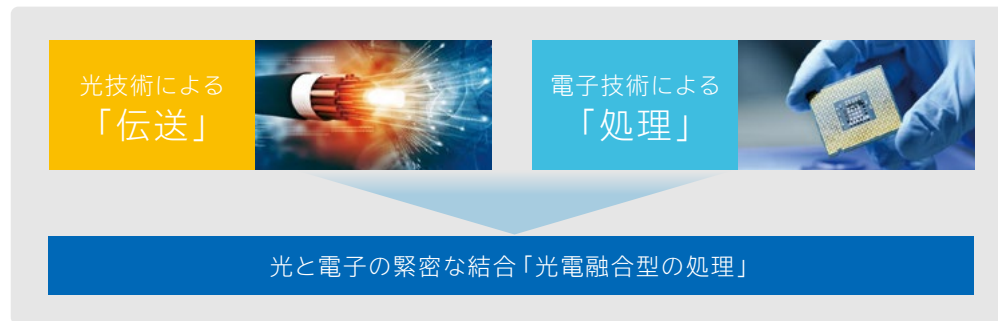 光技術による
「伝送」
電子技術による
「処理」
光と電子の緊密な結合「光電融合型の処理」